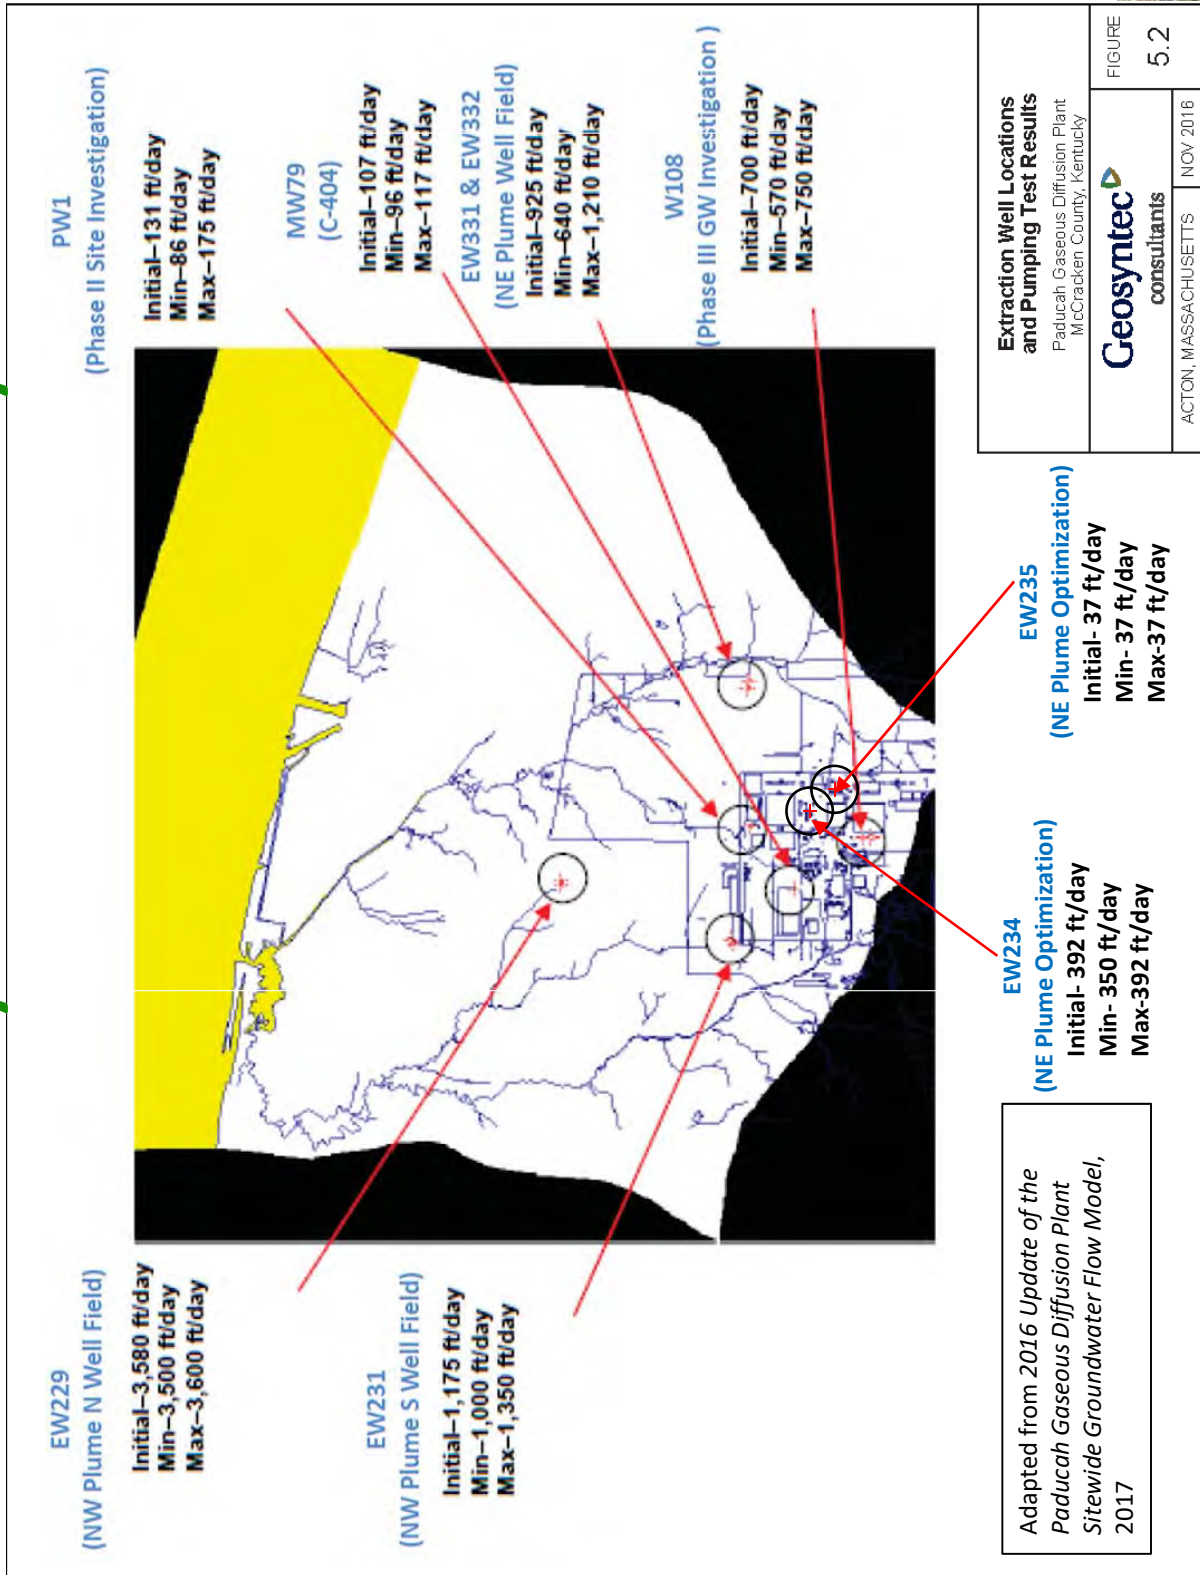 EW229
(NW Plume N Well Field)
Initial–3,580 ft/day
Min–3,500 ft/day
Max–3,600 ft/day
EW231
(NW Plume S Well Field)
Initial–1,175 ft/day
Min–1,000 ft/day
Max–1,350 ft/day
PW1
(Phase II Site Investigation)
Initial–131 ft/day
Min–86 ft/day
Max–175 ft/day
MW79
(C-404)
Initial–107 ft/day
Min–96 ft/day
Max–117 ft/day
EW331 & EW332
(NE Plume Well Field)
Initial–925 ft/day
Min–640 ft/day
Max–1,210 ft/day
W108
(Phase III GW Investigation )
Initial–700 ft/day
Min–570 ft/day
Max–750 ft/day
EW234
(NE Plume Optimization)
Initial- 392 ft/day
Min- 350 ft/day
Max-392 ft/day
EW235
(NE Plume Optimization)
Initial- 37 ft/day
Min- 37 ft/day
Max-37 ft/day
Adapted from 2016 Update of the
Paducah Gaseous Diffusion Plant
Sitewide Groundwater Flow Model,
2017
Extraction Well Locations
and Pumping Test Results
Paducah Gaseous Diffusion Plant
McCracken County, Kentucky
Geosyntec
consultants
FIGURE
5.2
ACTON, MASSACHUSETTS
NOV 2016